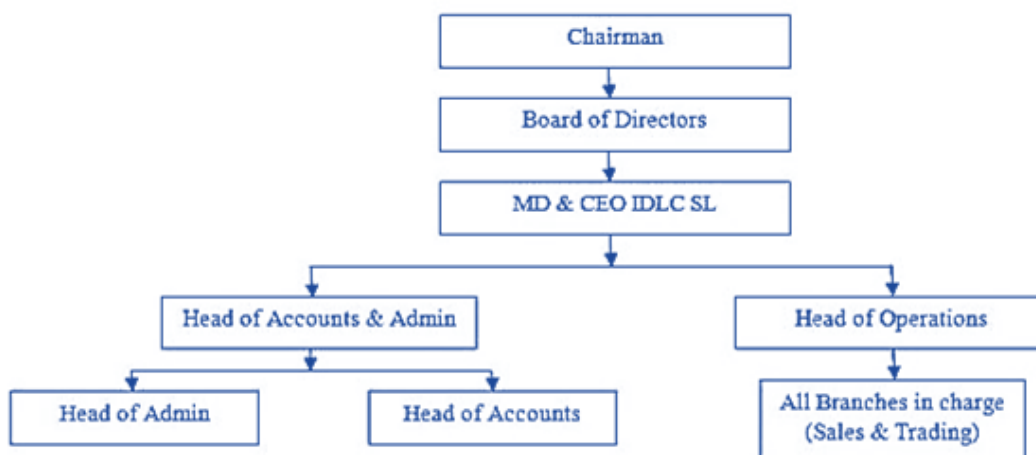 Chairman
Board of Directors
MD & CEO IDLC SL
Head of Accounts & Admin
Head of Operations
Head of Admin
Head of Accounts
All Branches in charge
(Sales & Trading)